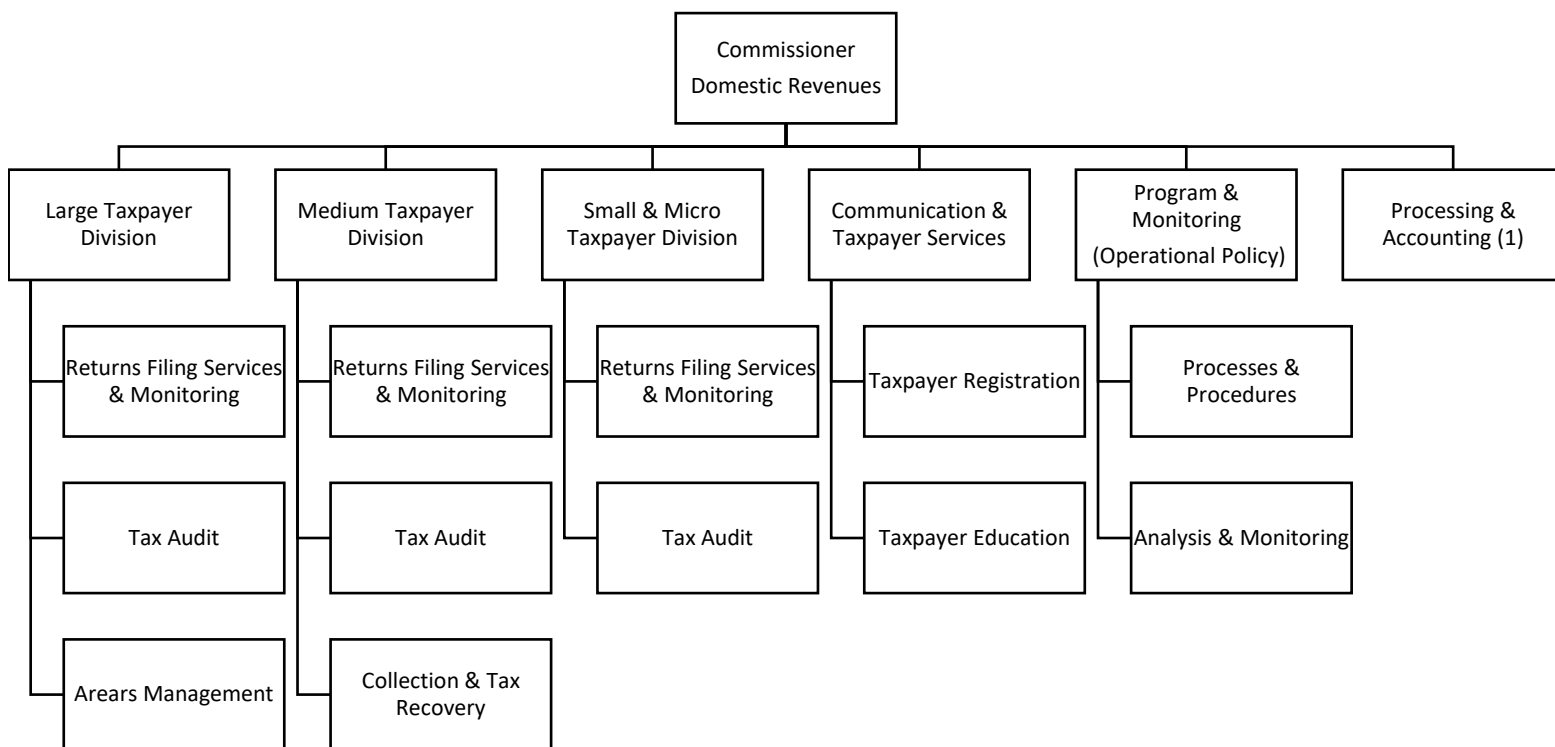 Commissioner
Domestic Revenues
Large Taxpayer
Division
Medium Taxpayer
Division
Small & Micro
Taxpayer Division
Communication &
Taxpayer Services
Program &
Monitoring
(Operational Policy)
Processing &
Accounting (1)
Returns Filing Services
& Monitoring
Returns Filing Services
& Monitoring
Returns Filing Services
& Monitoring
Taxpayer Registration
Processes &
Procedures
Tax Audit
Tax Audit
Tax Audit
Taxpayer Education
Analysis & Monitoring
Arears Management
Collection & Tax
Recovery